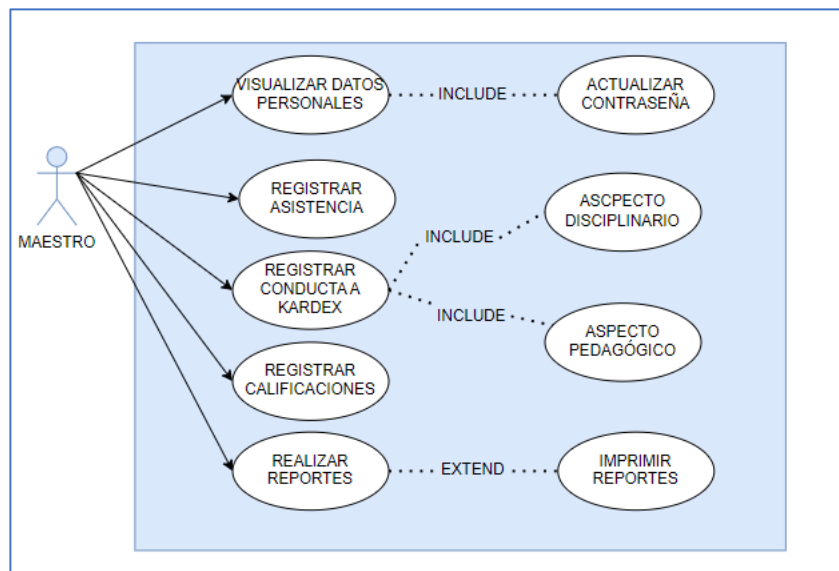 VISUALIZAR DATOS
PERSONALES
INCLUDE
ACTUALIZAR
CONTRASEÑA
MAESTRO
REGISTRAR
ASISTENCIA
ASCPECTO
DISCIPLINARIO
INCLUDE
REGISTRAR
CONDUCTA A
KARDEX
INCLUDE
ASPECTO
PEDAGÓGICO
REGISTRAR
CALIFICACIONES
REALIZAR
REPORTES
EXTEND
IMPRIMIR
REPORTES